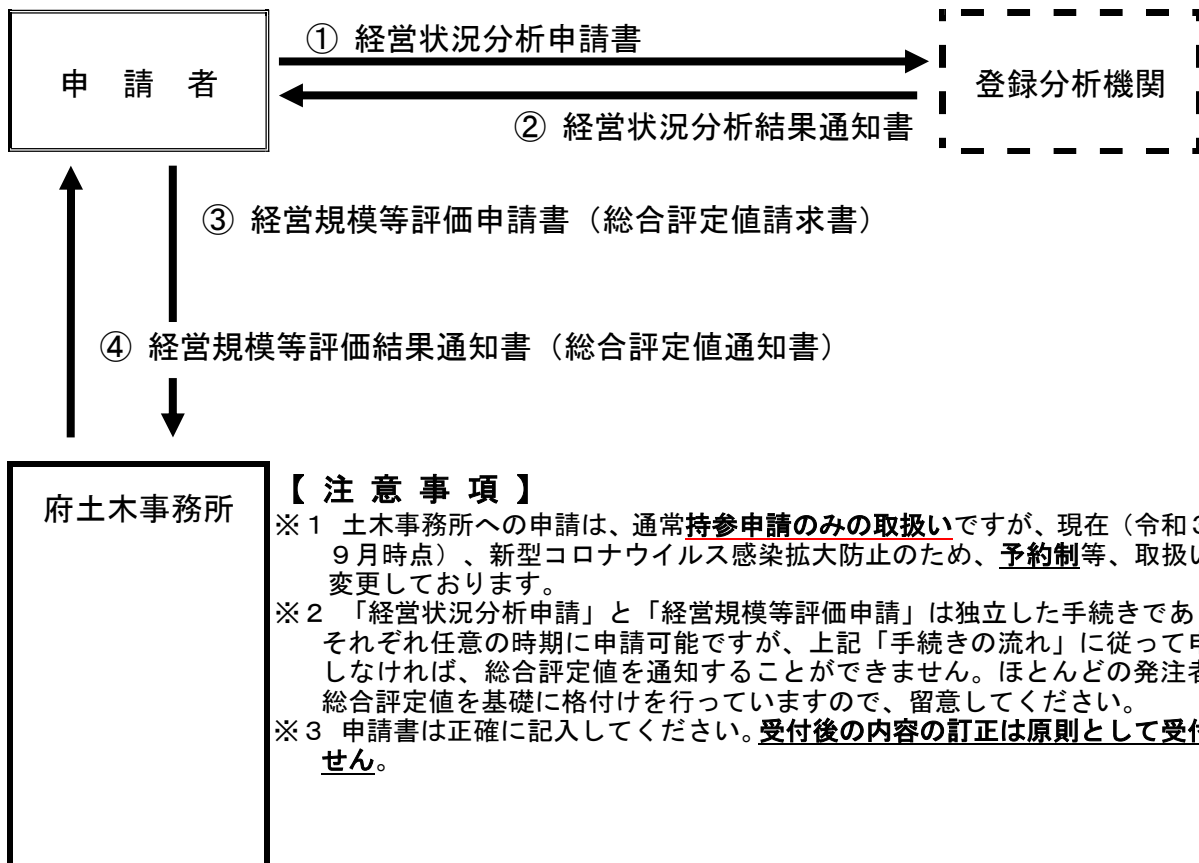 ① 経営状況分析申請書
申 請 者
登録分析機関
② 経営状況分析結果通知書
③ 経営規模等評価申請書（総合評定値請求書）
④ 経営規模等評価結果通知書（総合評定値通知書）
府土木事務所
【 注 意 事 項 】
※１ 土木事務所への申請は、通常持参申請のみの取扱いですが、現在（令和３
９月時点）、新型コロナウイルス感染拡大防止のため、予約制等、取扱い
変更しております。
※２ 「経営状況分析申請」と「経営規模等評価申請」は独立した手続きであ
それぞれ任意の時期に申請可能ですが、上記「手続きの流れ」に従って申
しなければ、総合評定値を通知することができません。ほとんどの発注者
総合評定値を基礎に格付けを行っていますので、留意してください。
※３ 申請書は正確に記入してください。受付後の内容の訂正は原則として受付
せん。